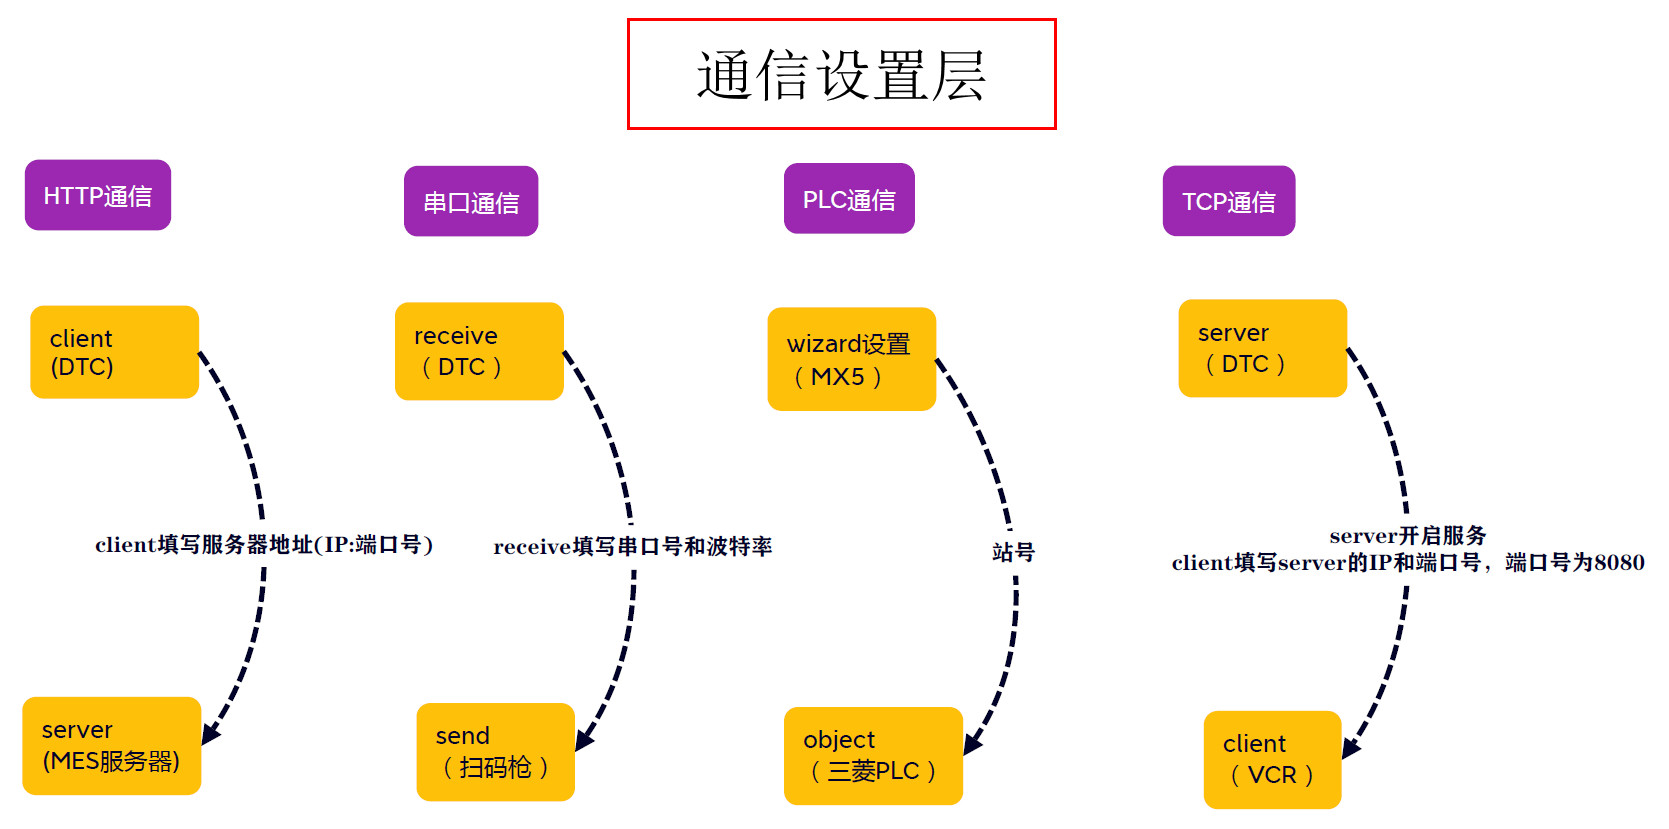 通信设置层
HTTP通信
串口通信
PLC通信
TCP通信
client
(DTC)
receive
（DTC）
wizard设置
（MX5）
server
（DTC）
client填写服务器地址(IP:端口号)
receive填写串口号和波特率
站号
server开启服务
client填写server的IP和端口号，端口号为8080
server
(MES服务器)
send
（扫码枪）
object
（三菱PLC）
client
（VCR）